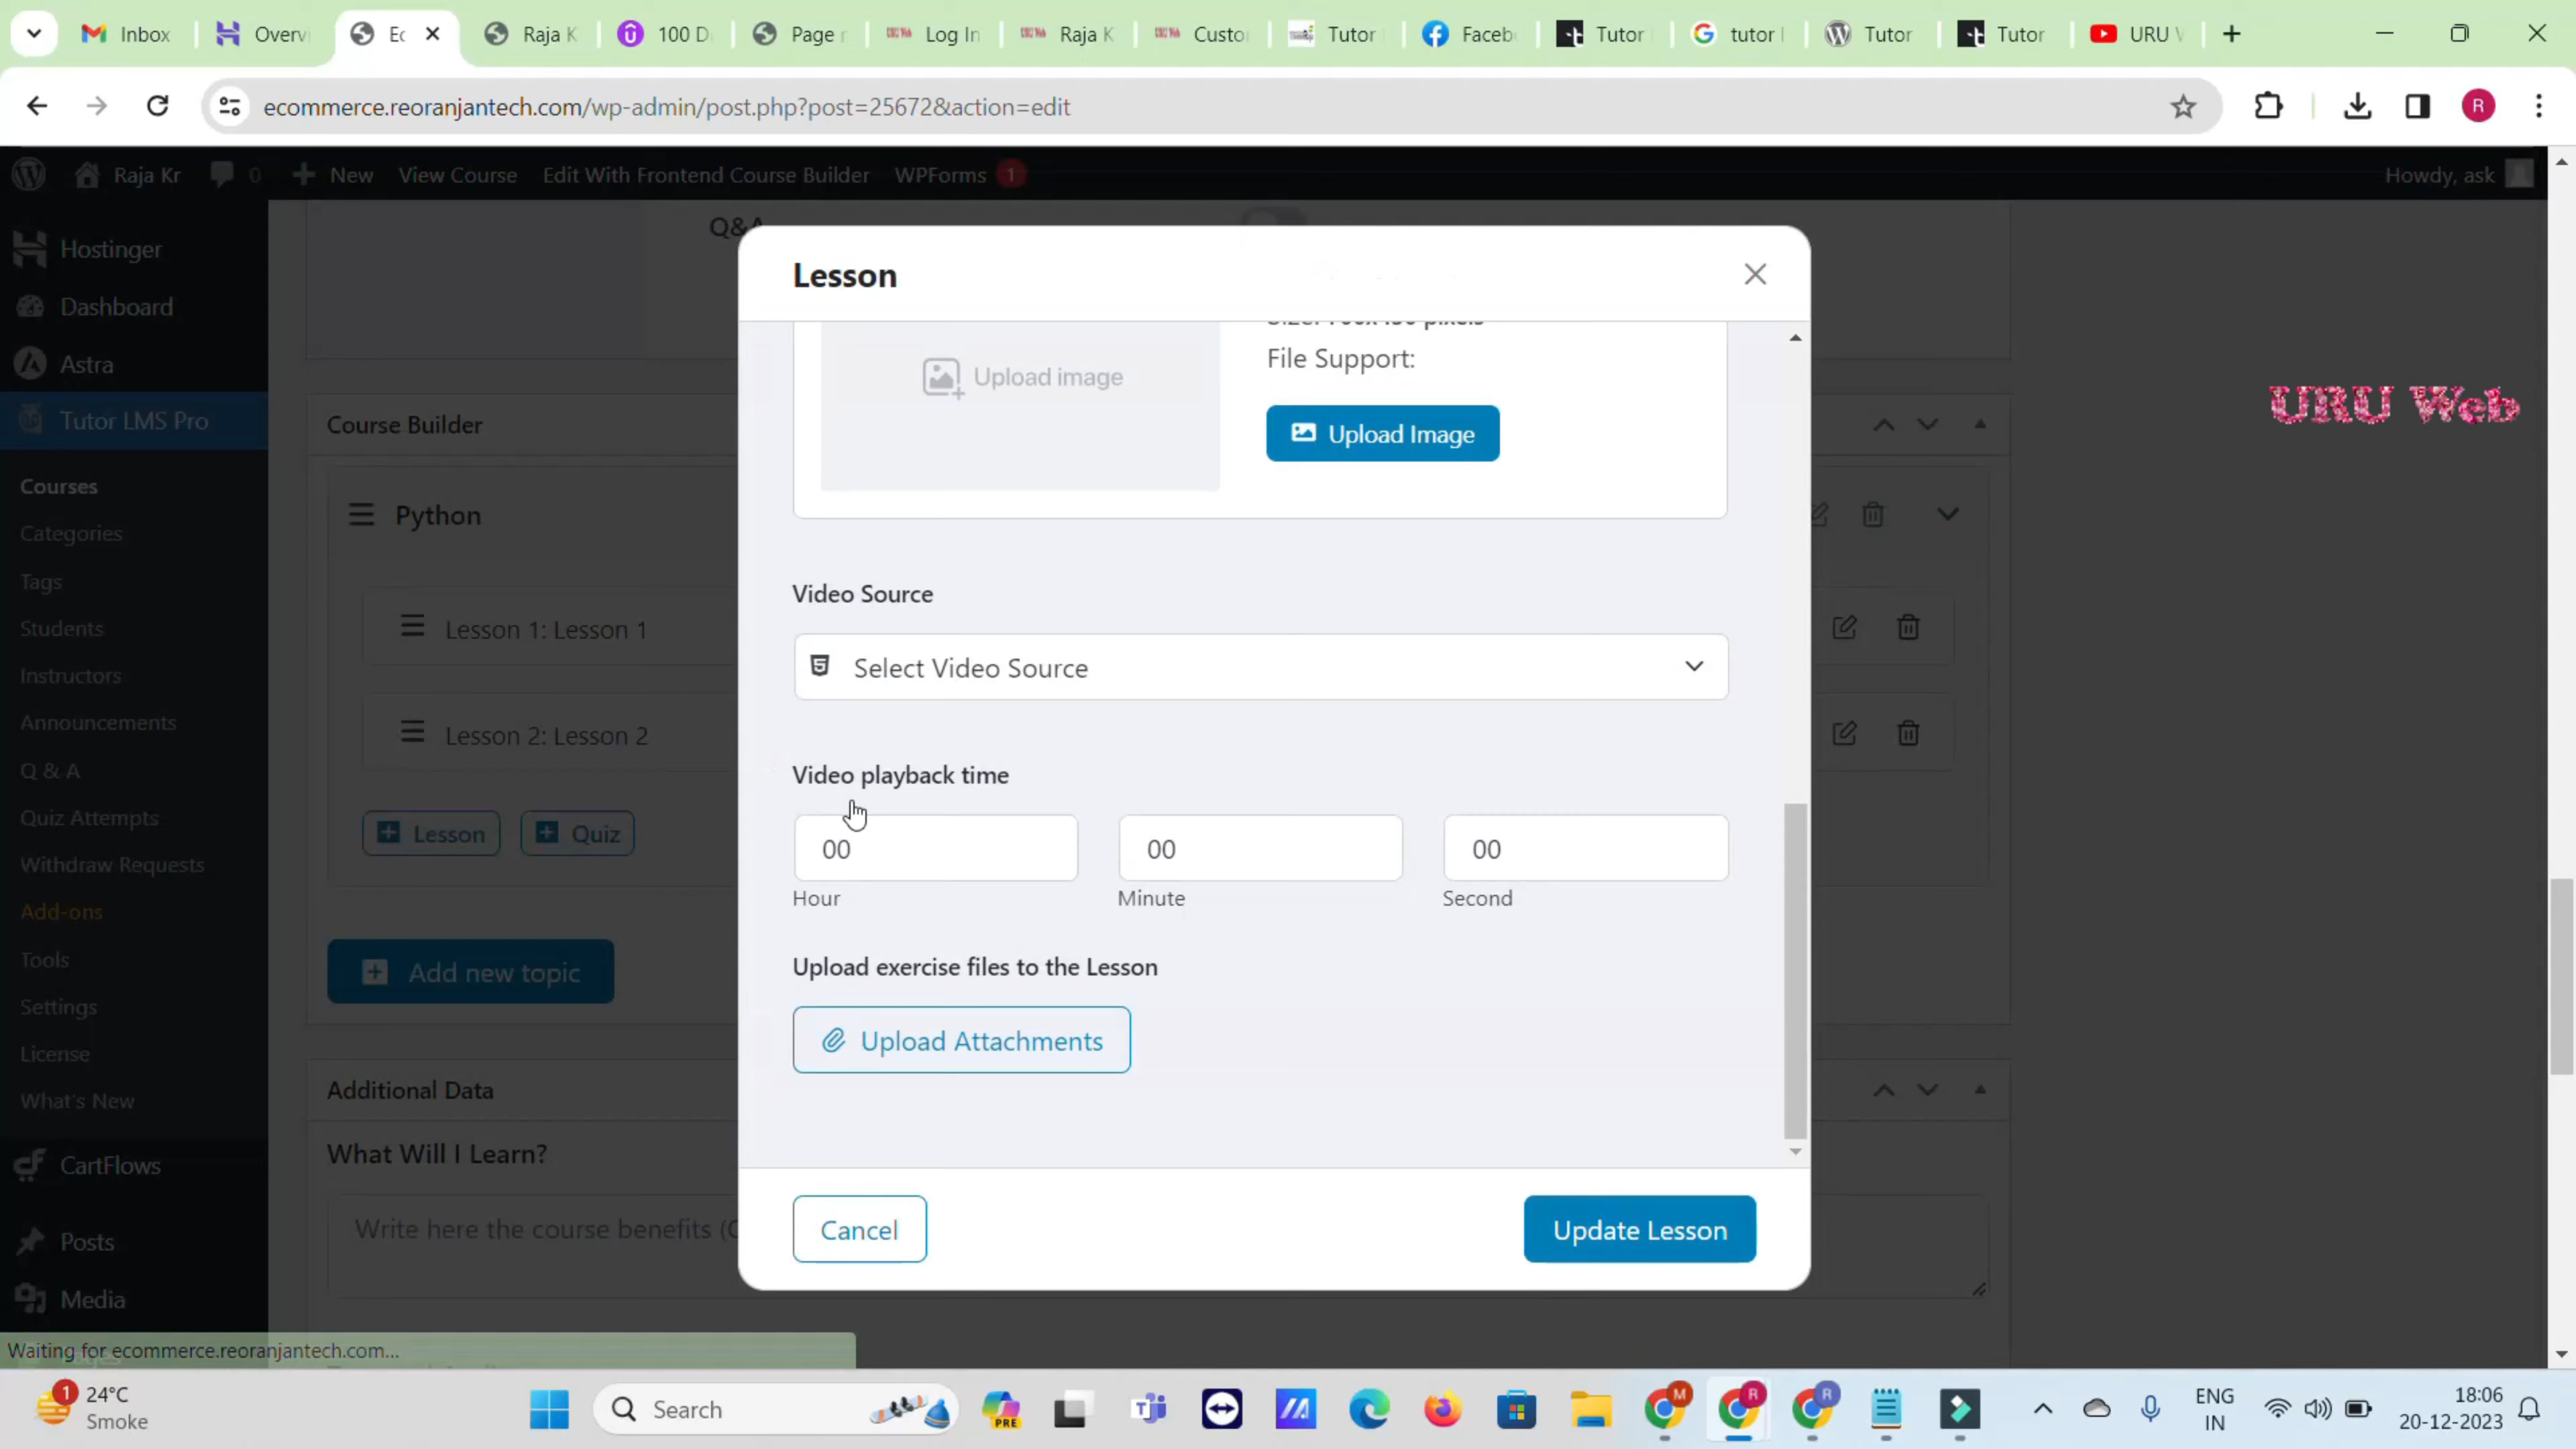 Inbox
Overvi
Ec
Raja K
100 D
Page r
Log In
Raja K
Custo
Tutor
Faceb
Tutor
tutor l
Tutor
Tutor
URU V
ecommerce.reoranjantech.com/wp-admin/post.php?post=25672&action=edit
R
Raja Kr
0
New
View Course
Edit With Frontend Course Builder
WPForms
1
Howdy, ask
Hostinger
Dashboard
Astra
Tutor LMS Pro
Courses
Categories
Tags
Students
Instructors
Announcements
Q & A
Quiz Attempts
Withdraw Requests
Add-ons
Tools
Settings
License
What's New
CartFlows
Posts
Media
Q&A
Course Builder
Python
Lesson 1: Lesson 1
Lesson 2: Lesson 2
Lesson
Quiz
Add new topic
Additional Data
What Will I Learn?
Write here the course benefits (
Lesson
Upload image
File Support:
Upload Image
Video Source
Select Video Source
Video playback time
00
00
00
Hour
Minute
Second
Upload exercise files to the Lesson
Upload Attachments
Cancel
Update Lesson
URU Web
Waiting for ecommerce.reoranjantech.com...
1
24°C
Smoke
Search
PRE
M
R
R
ENG
IN
18:06
20-12-2023